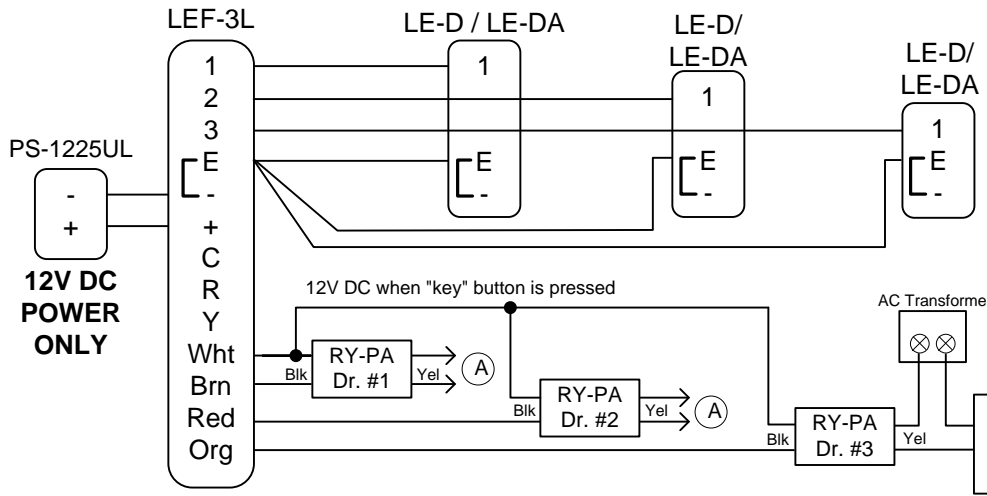 LEF-3L
1
2
3
E
-
+
C
R
Y
Wht
Brn
Red
Org
PS-1225UL
-
+
12V DC
POWER
ONLY
LE-D / LE-DA
1
E
-
LE-D/
LE-DA
1
E
-
LE-D/
LE-DA
1
E
-
12V DC when "key" button is pressed
Blk
RY-PA
Dr. #1
Yel
A
Blk
RY-PA
Dr. #2
Yel
A
Blk
RY-PA
Dr. #3
Yel
AC Transforme